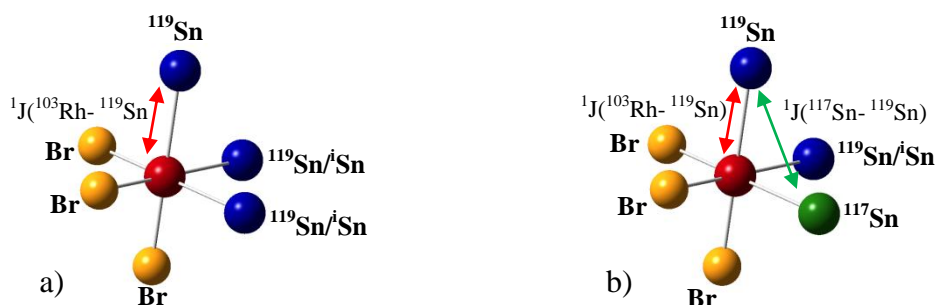 ¹¹⁹Sn
¹J(¹⁰³Rh- ¹¹⁹Sn
Br
¹¹⁹Sn/ⁱSn
Br
¹¹⁹Sn/ⁱSn
a)
Br
¹¹⁹Sn
¹J(¹⁰³Rh- ¹¹⁹Sn)
¹J(¹¹⁷Sn- ¹¹⁹Sn)
Br
¹¹⁹Sn/ⁱSn
Br
¹¹⁷Sn
b)
Br